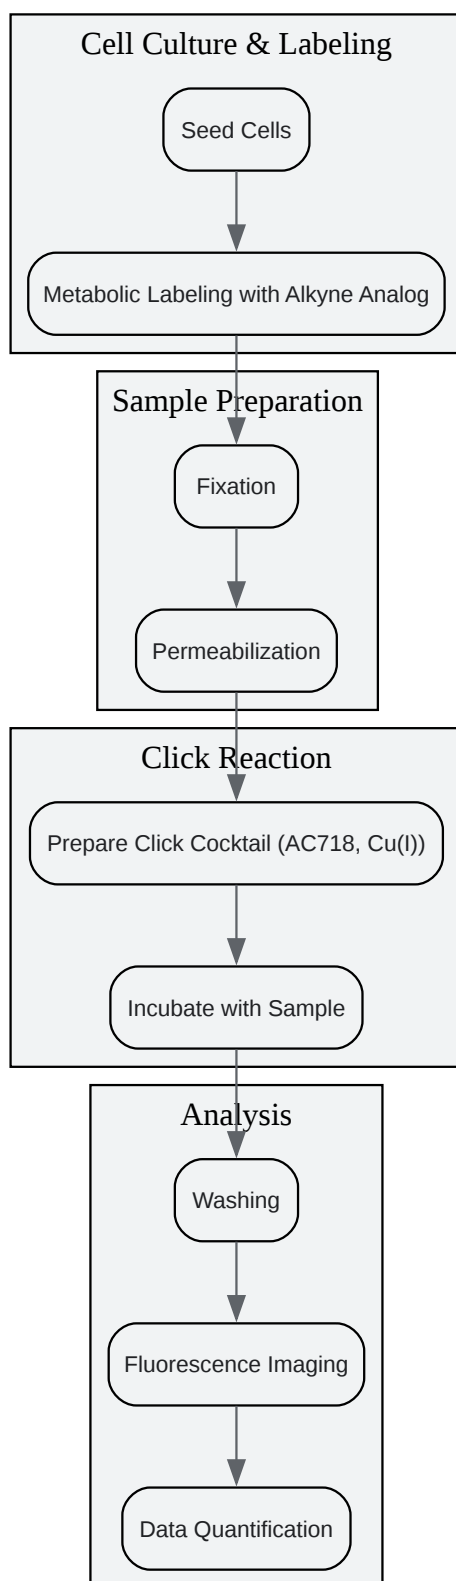 Cell Culture & Labeling
Seed Cells
Metabolic Labeling with Alkyne Analog
Sample Preparation
Fixation
Permeabilization
Click Reaction
Prepare Click Cocktail (AC718, Cu(I))
Incubate with Sample
Analysis
Washing
Fluorescence Imaging
Data Quantification